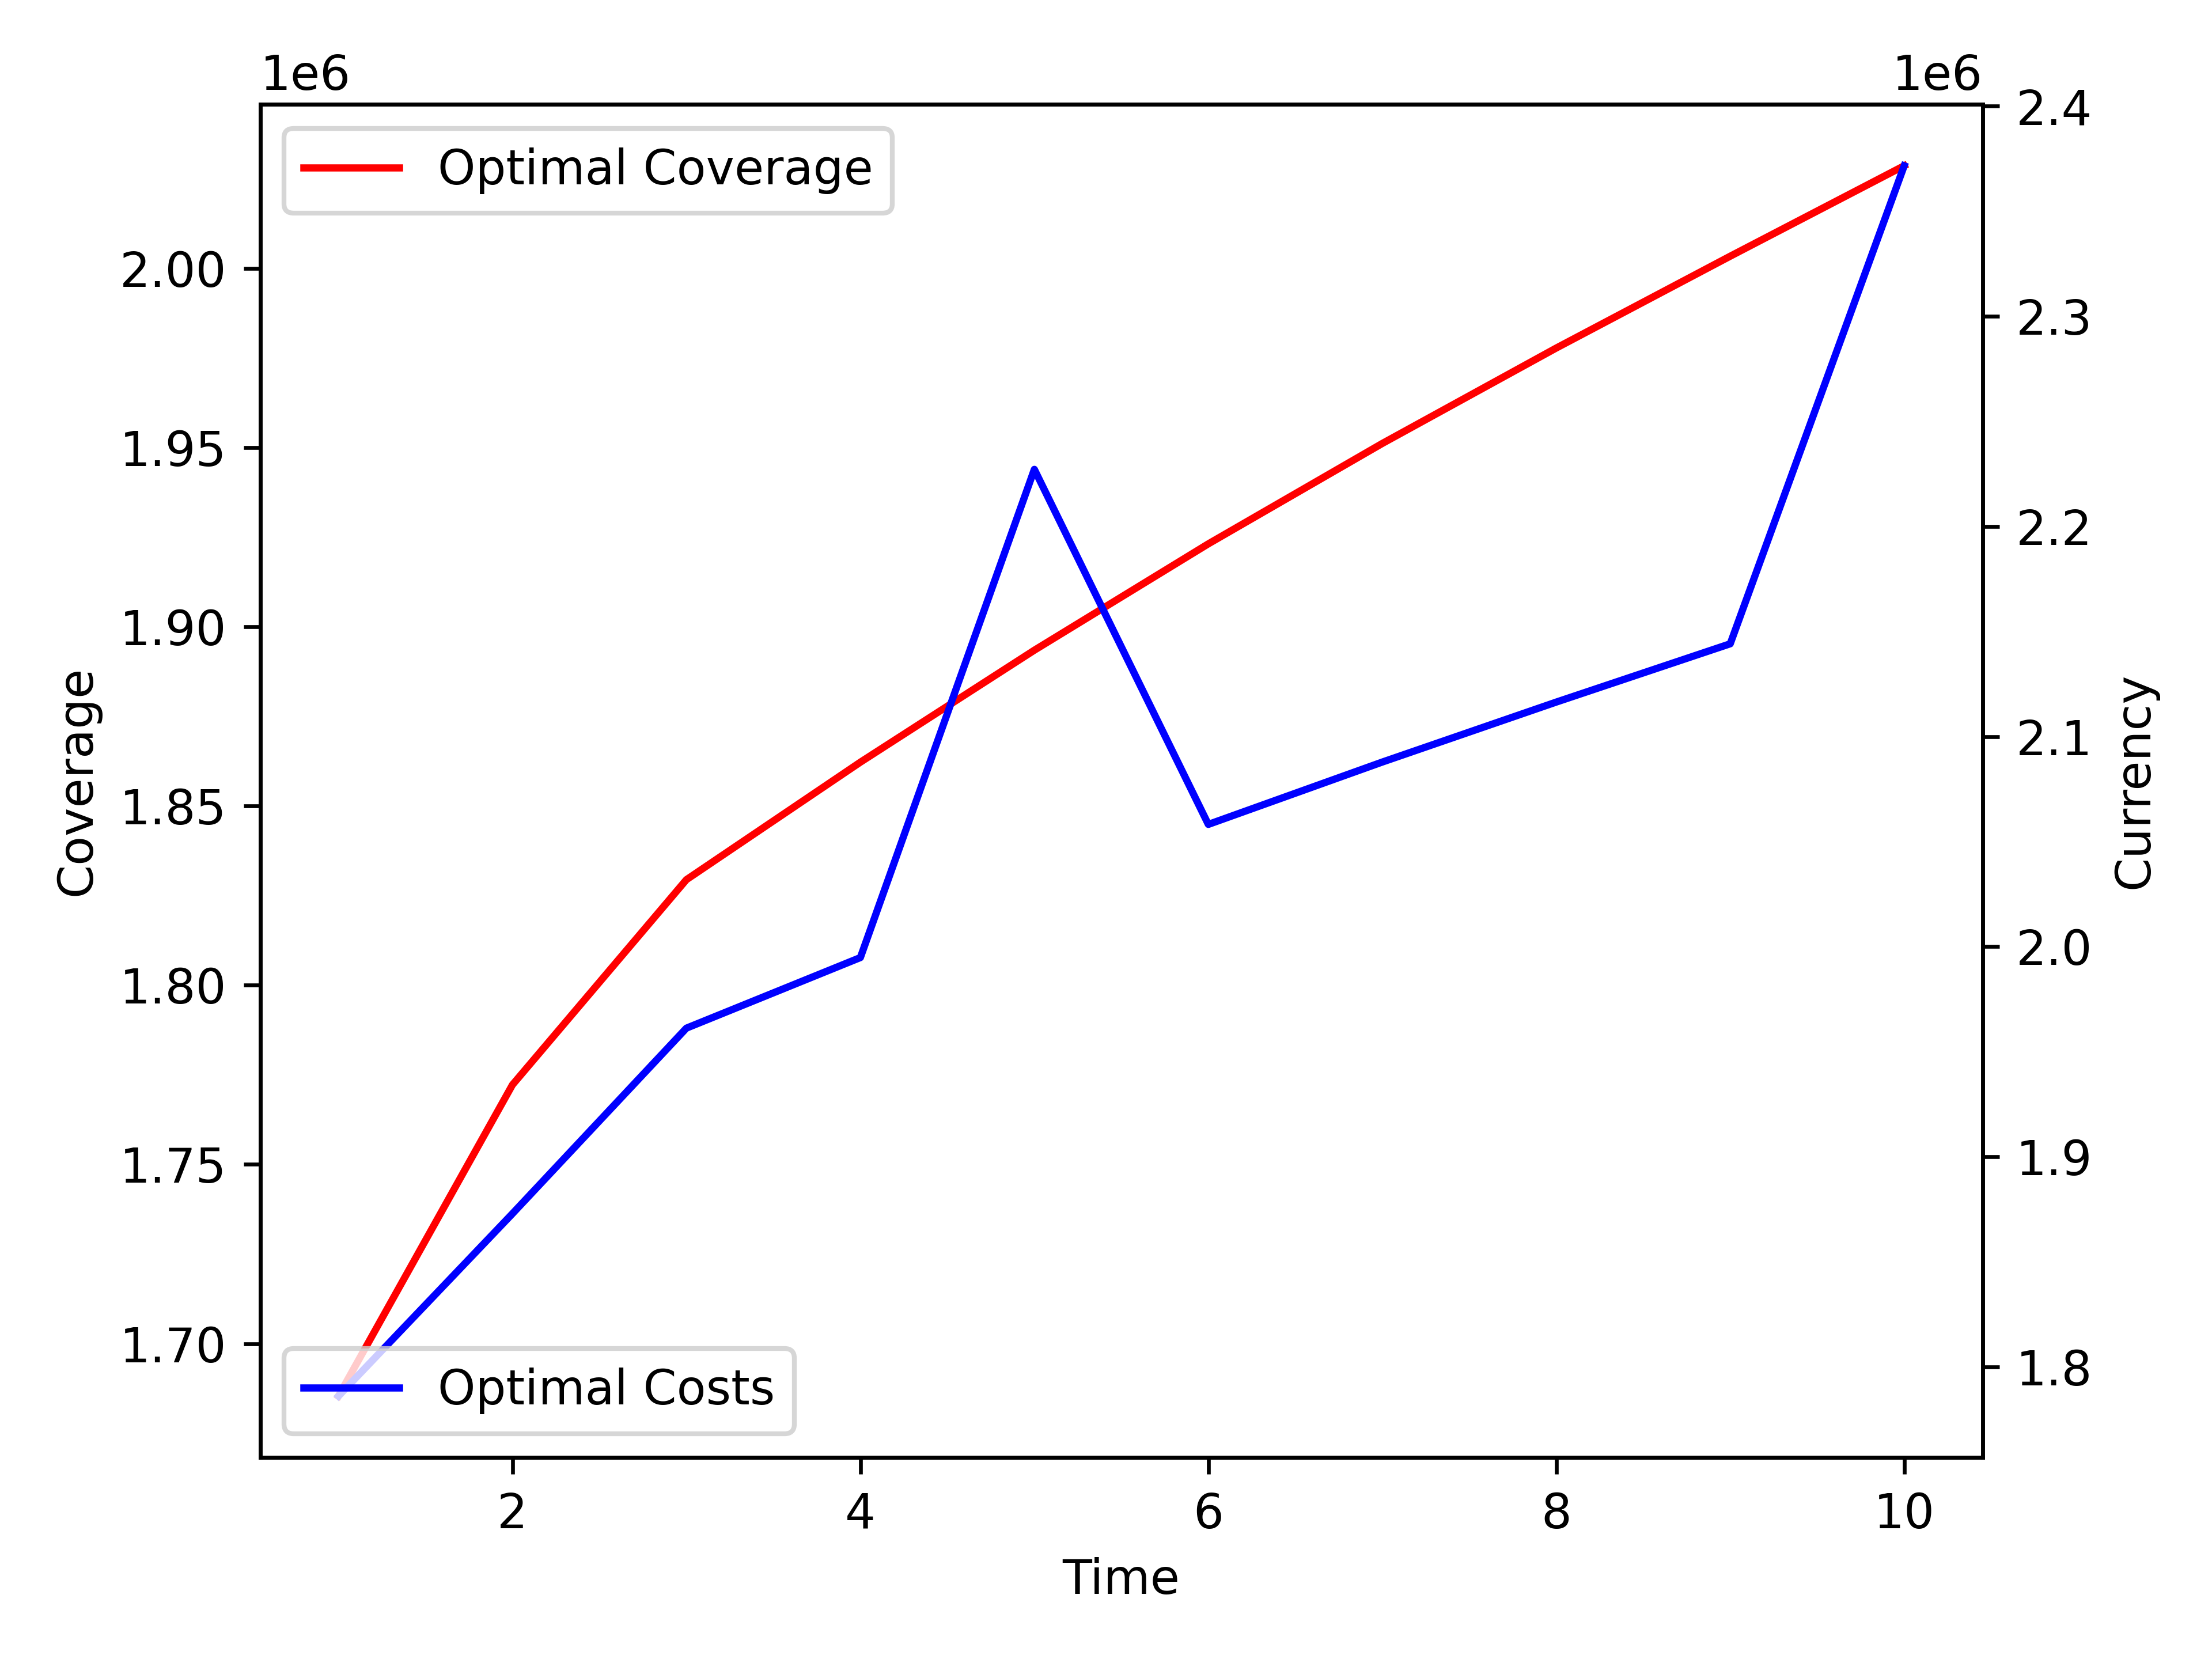 1e6
1e6
Optimal Coverage
Optimal Costs
Coverage
2.00
1.95
1.90
1.85
1.80
1.75
1.70
2.4
2.3
2.2
2.1
2.0
1.9
1.8
Currency
2 4 6 8 10
Time